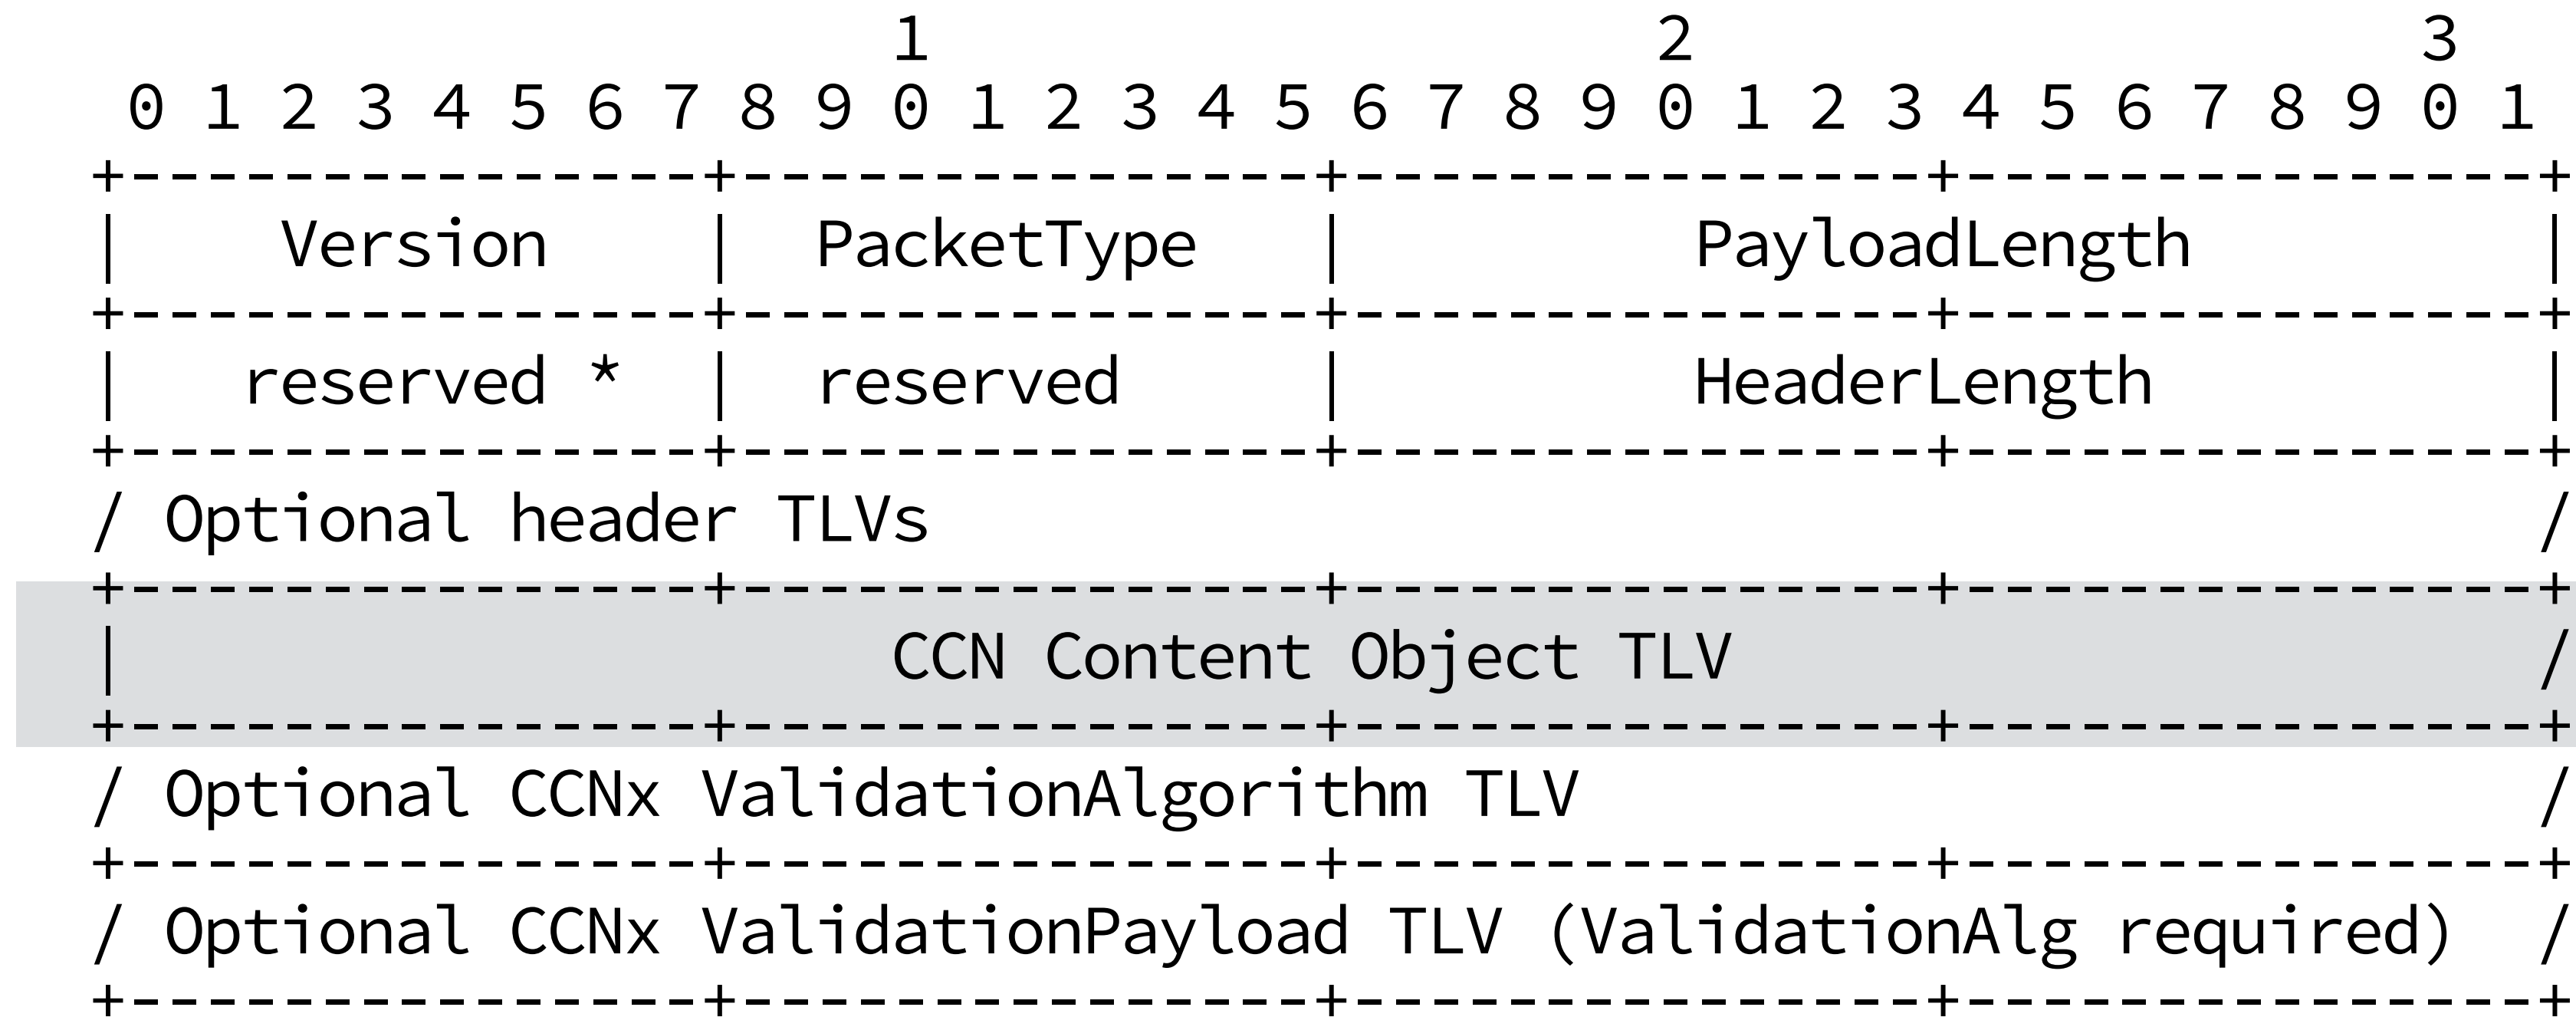 1 2 3
0 1 2 3 4 5 6 7 8 9 0 1 2 3 4 5 6 7 8 9 0 1 2 3 4 5 6 7 8 9 0 1
+---------------+---------------+---------------+---------------+
| Version | PacketType | PayloadLength |
+---------------+---------------+---------------+---------------+
| reserved * | reserved | HeaderLength |
+---------------+---------------+---------------+---------------+
/ Optional header TLVs /
+---------------+---------------+---------------+---------------+
| CCN Content Object TLV /
+---------------+---------------+---------------+---------------+
/ Optional CCNx ValidationAlgorithm TLV /
+---------------+---------------+---------------+---------------+
/ Optional CCNx ValidationPayload TLV (ValidationAlg required) /
+---------------+---------------+---------------+---------------+